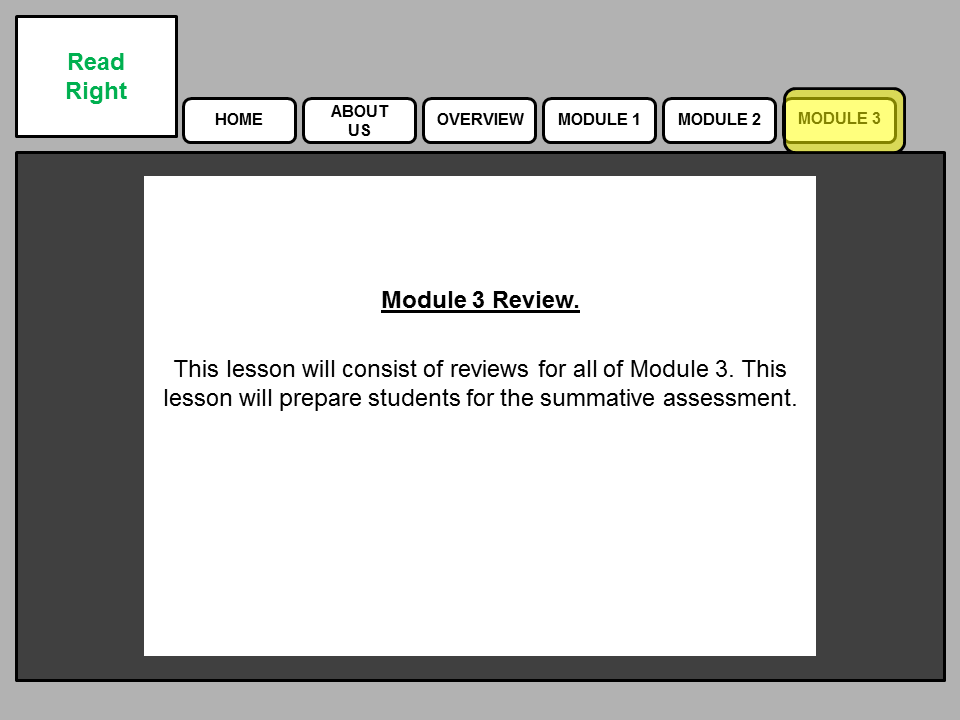 Read
Right
HOME
ABOUT
US
OVERVIEW
MODULE 1
MODULE 2
MODULE 3
Module 3 Review.
This lesson will consist of reviews for all of Module 3. This
lesson will prepare students for the summative assessment.